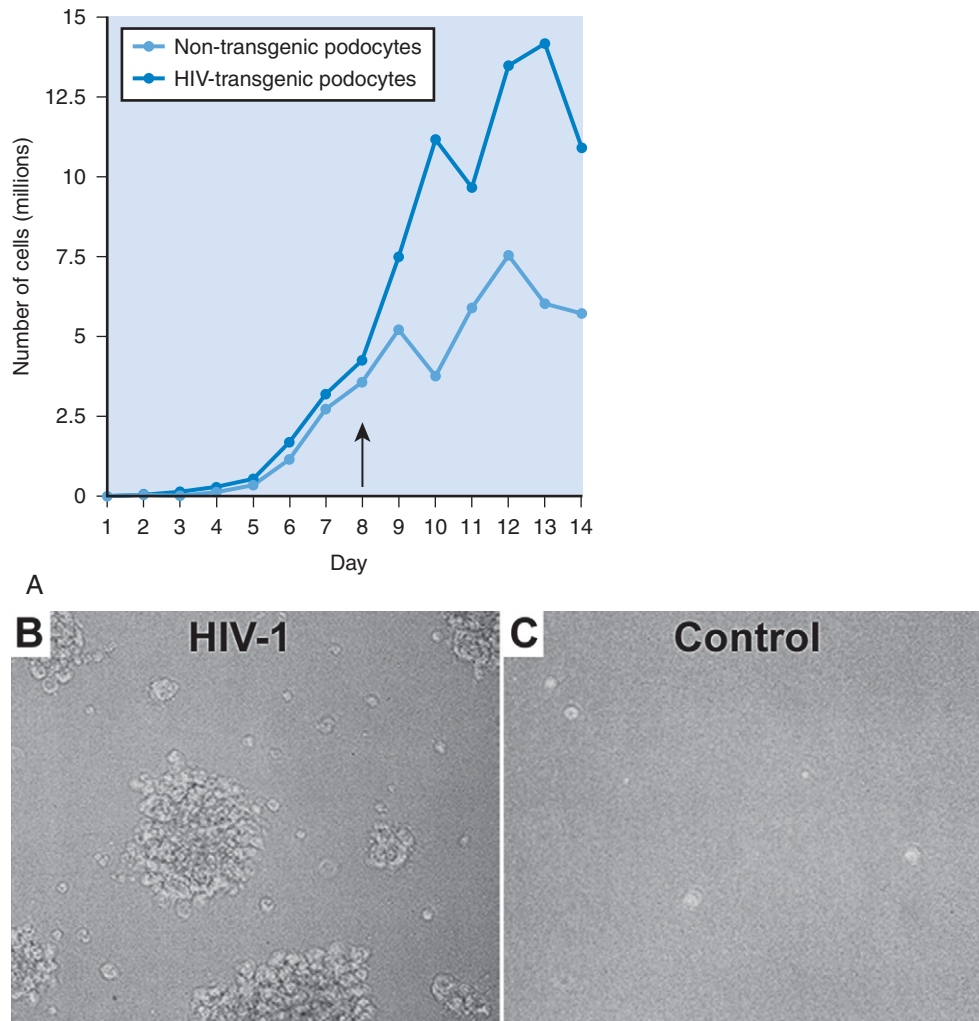 15
Non-transgenic podocytes
HIV-transgenic podocytes
12.5
10
7.5
5
2.5
0
Number of cells (millions)
1 2 3 4 5 6 7 8 9 10 11 12 13 14
Day
A
B HIV-1
C Control